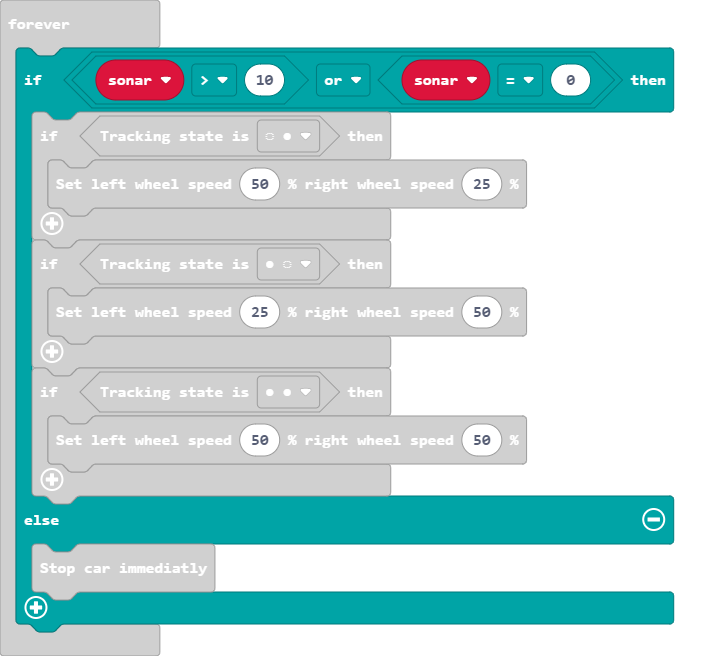 forever
if sonar > 10 or sonar = 0 then
if Tracking state is then
Set left wheel speed 50 % right wheel speed 25 %
if Tracking state is then
Set left wheel speed 25 % right wheel speed 50 %
if Tracking state is then
Set left wheel speed 50 % right wheel speed 50 %
else
Stop car immediatly